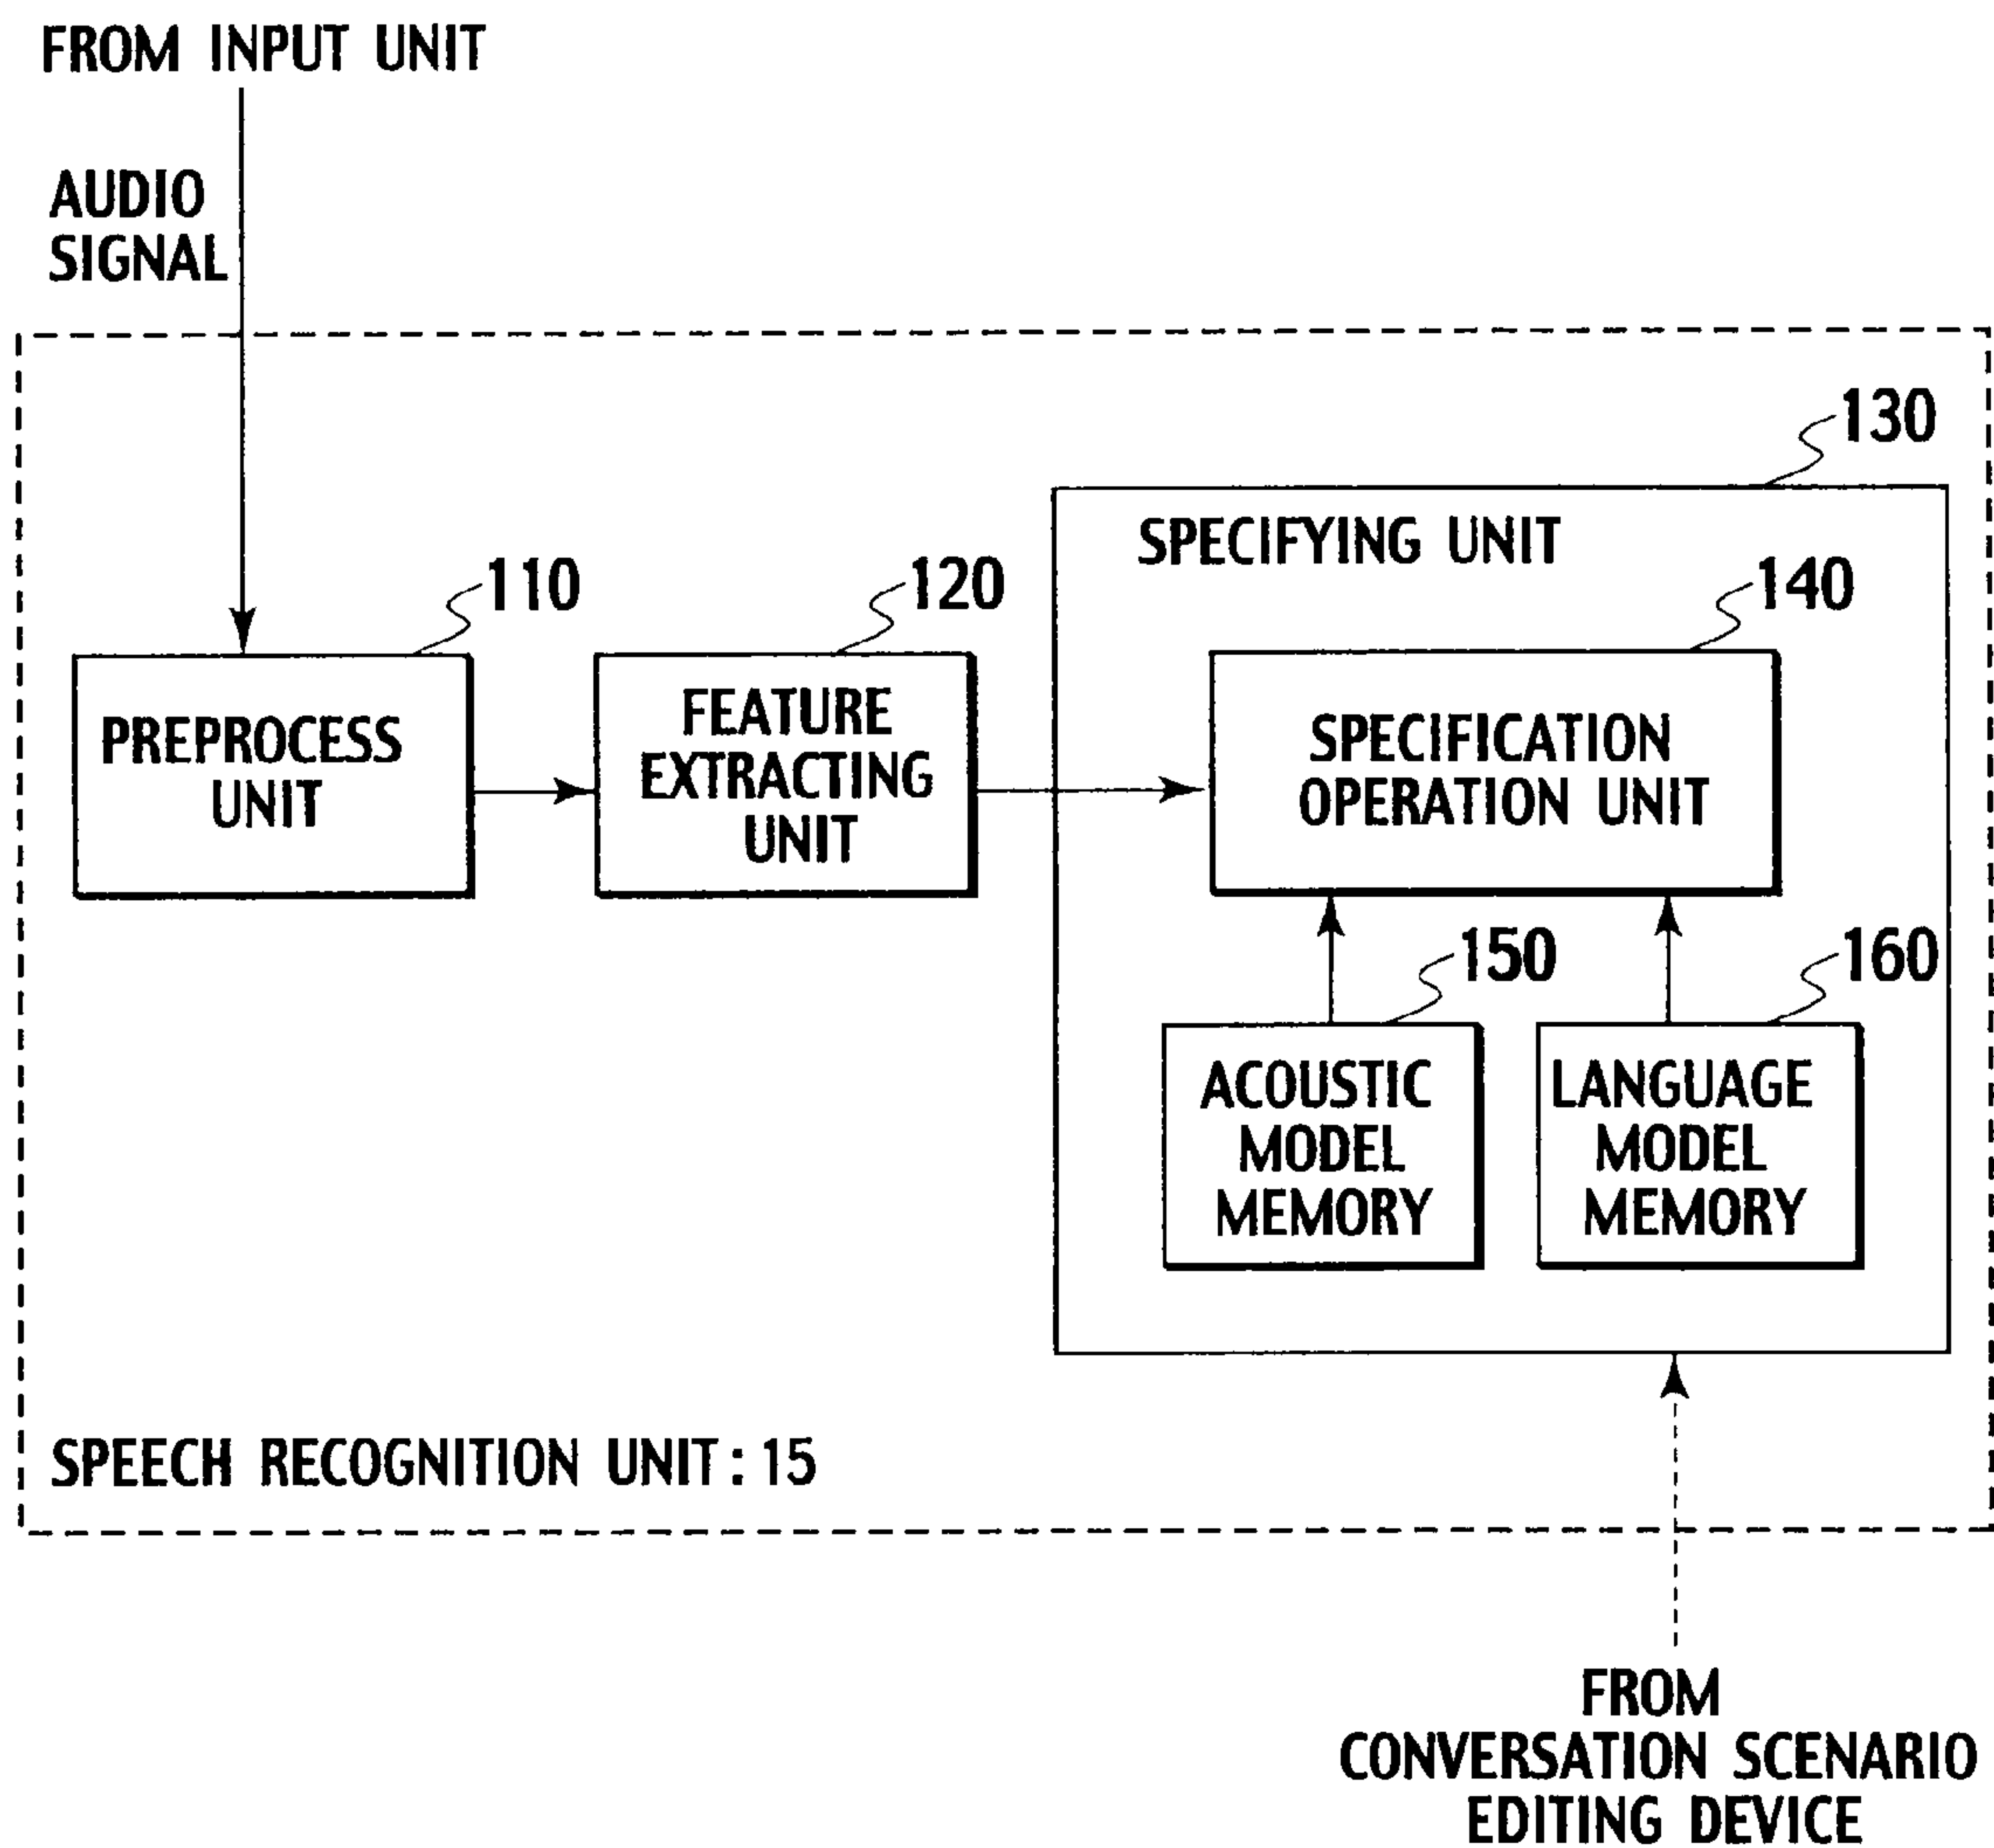 FROM INPUT UNIT
AUDIO
SIGNAL
130
SPECIFYING UNIT
110
120
140
PREPROCESS
UNIT
FEATURE
EXTRACTING
UNIT
SPECIFICATION
OPERATION UNIT
150
160
ACOUSTIC
MODEL
MEMORY
LANGUAGE
MODEL
MEMORY
SPEECH RECOGNITION UNIT : 15
FROM
CONVERSATION SCENARIO
EDITING DEVICE